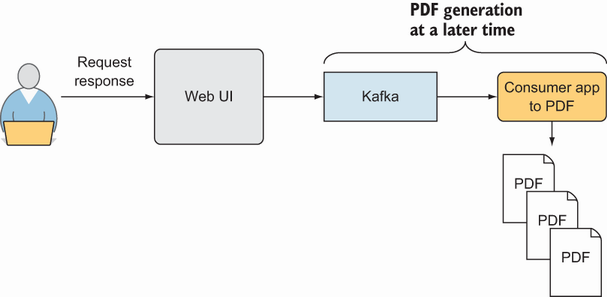 PDF generation
at a later time
Request
response
Web UI
Kafka
Consumer app
to PDF
PDF
PDF
PDF